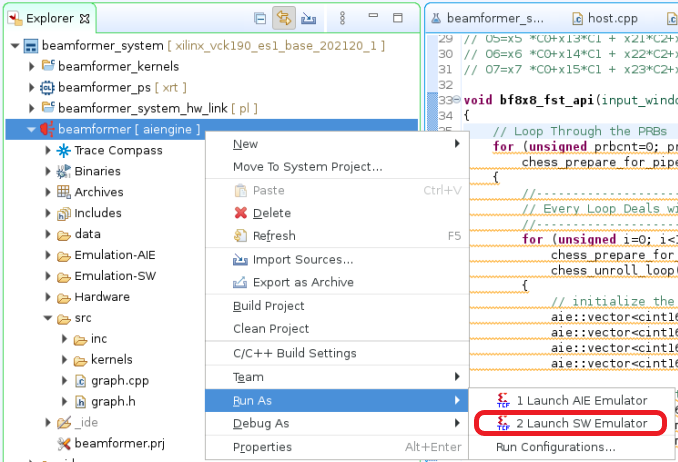 Explorer
beamformer_system [ xilinx_vck190_es1_base_202120_1 ]
beamformer_kernels
beamformer_ps [ xrt ]
beamformer_system_hw_link [ pl ]
beamformer [ aiengine ]
Trace Compass
Binaries
Archives
Includes
data
Emulation-AIE
Emulation-SW
Hardware
src
inc
kernels
graph.cpp
graph.h
_ide
beamformer.prj
New
Move To System Project...
Paste Ctrl+V
Delete
Refresh F5
Import Sources...
Export as Archive
Build Project
Clean Project
C/C++ Build Settings
Team
Run As
Debug As
Properties Alt+Enter
1 Launch AIE Emulator
2 Launch SW Emulator
Run Configurations...
beamformer_s... host.cpp
29 // O5=x5 *C0+x13*C1 + x21*C2+
30 // O6=x6 *C0+x14*C1 + x22*C2+
31 // O7=x7 *C0+x15*C1 + x23*C2+
32
33 void bf8x8_fst_api(input_windo
34 {
// Loop Through the PRBs
for (unsigned prbcnt=0; pr
chess_prepare_for_pipe
{
//--------------------
// Every Loop Deals wi
//--------------------
for (unsigned i=0; i<
chess_prepare_for_
chess_unroll_loop(
{
// initialize the
aie::vector<cint16
aie::vector<cint16
aie::vector<cint16
aie::vector<cint16